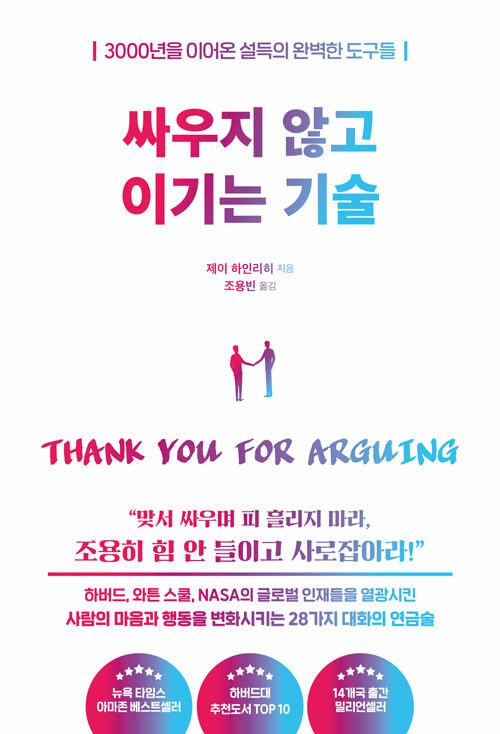 3000년을 이어온 설득의 완벽한 도구들
싸우지 않고
이기는 기술
제이 하인리히 지음
조용빈 옮김
THANK YOU FOR ARGUING
“맞서 싸우며 피 흘리지 마라,
조용히 힘 안 들이고 사로잡아라!”
하버드, 와튼 스쿨, NASA의 글로벌 인재들을 열광시킨
사람의 마음과 행동을 변화시키는 28가지 대화의 연금술
뉴욕 타임스
아마존 베스트셀러
하버드대
추천도서 TOP 10
14개국 출간
밀리언셀러